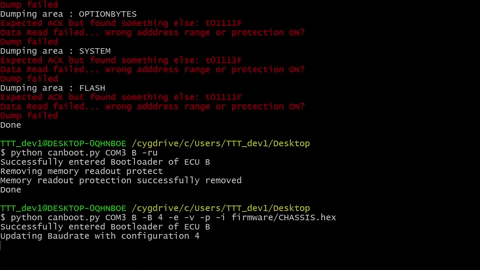 Dump failed
Dumping area : OPTIONBYTES
Expected ACK but found something else: t01111F
Data Read failed... Wrong adddress range or protection ON?
Dump failed
Dumping area : SYSTEM
Expected ACK but found something else: t01111F
Data Read failed... Wrong adddress range or protection ON?
Dump failed
Dumping area : FLASH
Expected ACK but found something else: t01111F
Data Read failed... Wrong adddress range or protection ON?
Dump failed
Done
TTT_dev1@DESKTOP-OQHNBOE /cygdrive/c/Users/TTT_dev1/Desktop
$ python canboot.py COM3 B -ru
Successfully entered Bootloader of ECU B
Removing memory readout protect
Memory readout protection successfully removed
Done
TTT_dev1@DESKTOP-OQHNBOE /cygdrive/c/Users/TTT_dev1/Desktop
$ python canboot.py COM3 B -B 4 -e -v -p -i firmware/CHASSIS.hex
Successfully entered Bootloader of ECU B
Updating Baudrate with configuration 4